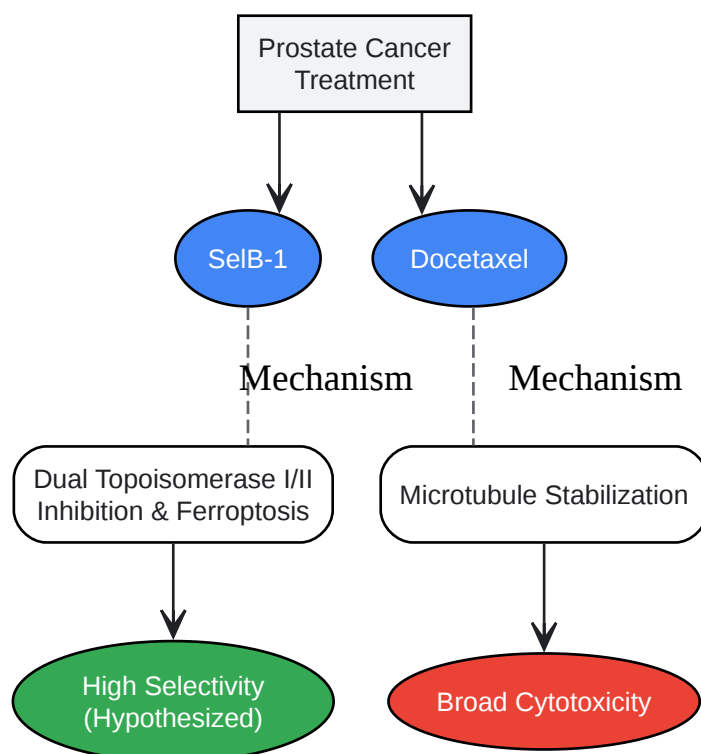 Prostate Cancer
Treatment
SelB-1
Docetaxel
Mechanism
Mechanism
Dual Topoisomerase I/II
Inhibition & Ferroptosis
Microtubule Stabilization
High Selectivity
(Hypothesized)
Broad Cytotoxicity